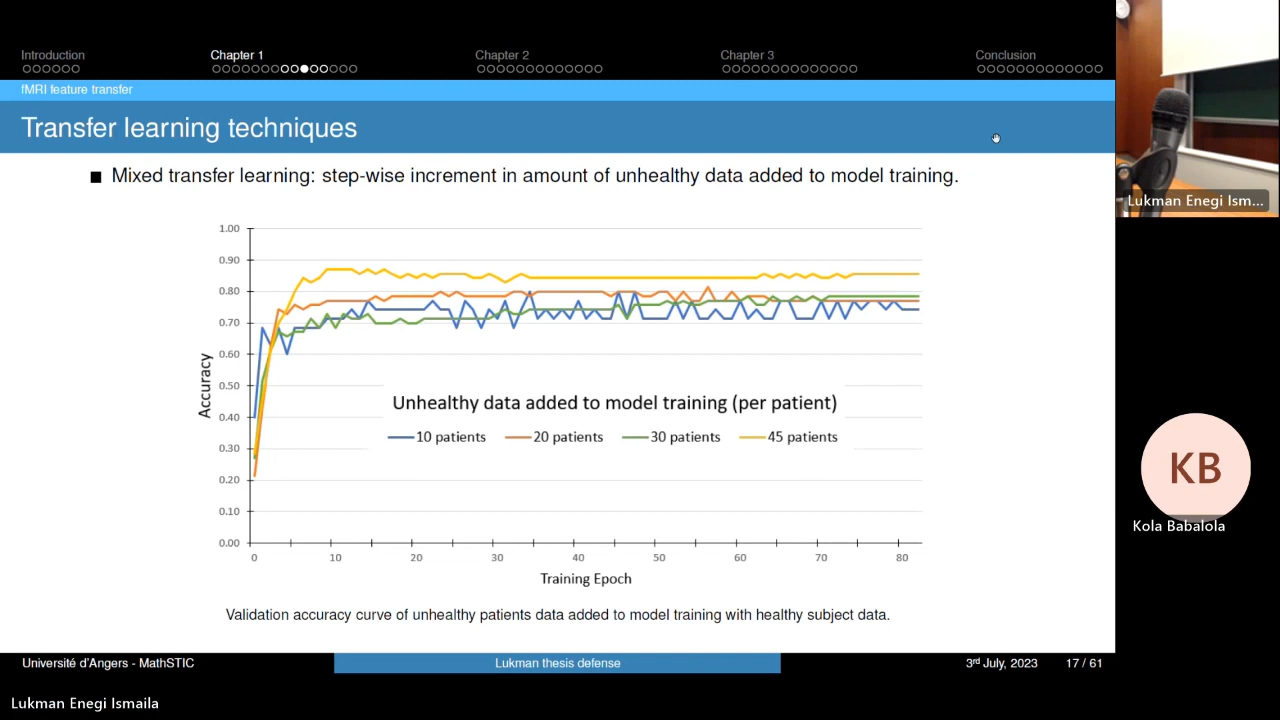 Introduction
Chapter 1
Chapter 2
Chapter 3
Conclusion
fMRI feature transfer
Transfer learning techniques
Mixed transfer learning: step-wise increment in amount of unhealthy data added to model training.
1.00
0.90
0.80
0.70
0.60
0.50
0.40
0.30
0.20
0.10
0.00
Accuracy
Unhealthy data added to model training (per patient)
10 patients 20 patients 30 patients 45 patients
0 10 20 30 40 50 60 70 80
Training Epoch
Validation accuracy curve of unhealthy patients data added to model training with healthy subject data.
Université d'Angers - MathSTIC
Lukman thesis defense
3rd July, 2023
17 / 61
Lukman Enegi Ismaila
Lukman Enegi Ism...
KB
Kola Babalola